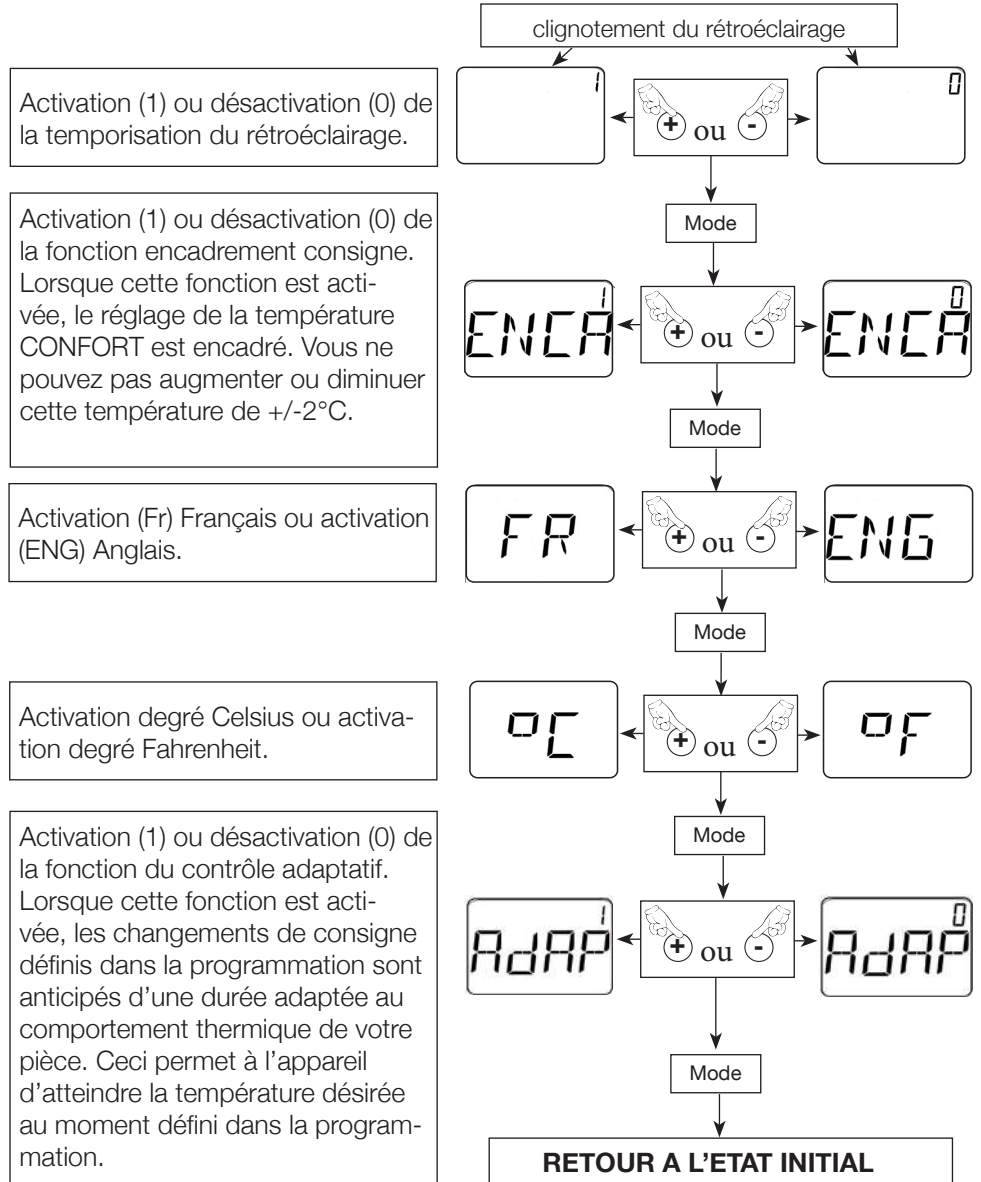 clignotement du rétroéclairage
Activation (1) ou désactivation (0) de
la temporisation du rétroéclairage.
1
+ ou -
0
Mode
Activation (1) ou désactivation (0) de
la fonction encadrement consigne.
Lorsque cette fonction est acti-
vée, le réglage de la température
CONFORT est encadré. Vous ne
pouvez pas augmenter ou diminuer
cette température de +/-2°C.
1
ENCA
+ ou -
0
ENCA
Mode
Activation (Fr) Français ou activation
(ENG) Anglais.
FR
+ ou -
ENG
Mode
Activation degré Celsius ou activa-
tion degré Fahrenheit.
°C
+ ou -
°F
Mode
Activation (1) ou désactivation (0) de
la fonction du contrôle adaptatif.
Lorsque cette fonction est acti-
vée, les changements de consigne
définis dans la programmation sont
anticipés d’une durée adaptée au
comportement thermique de votre
pièce. Ceci permet à l’appareil
d’atteindre la température désirée
au moment défini dans la program-
mation.
1
AdAP
+ ou -
0
AdAP
Mode
RETOUR A L'ETAT INITIAL